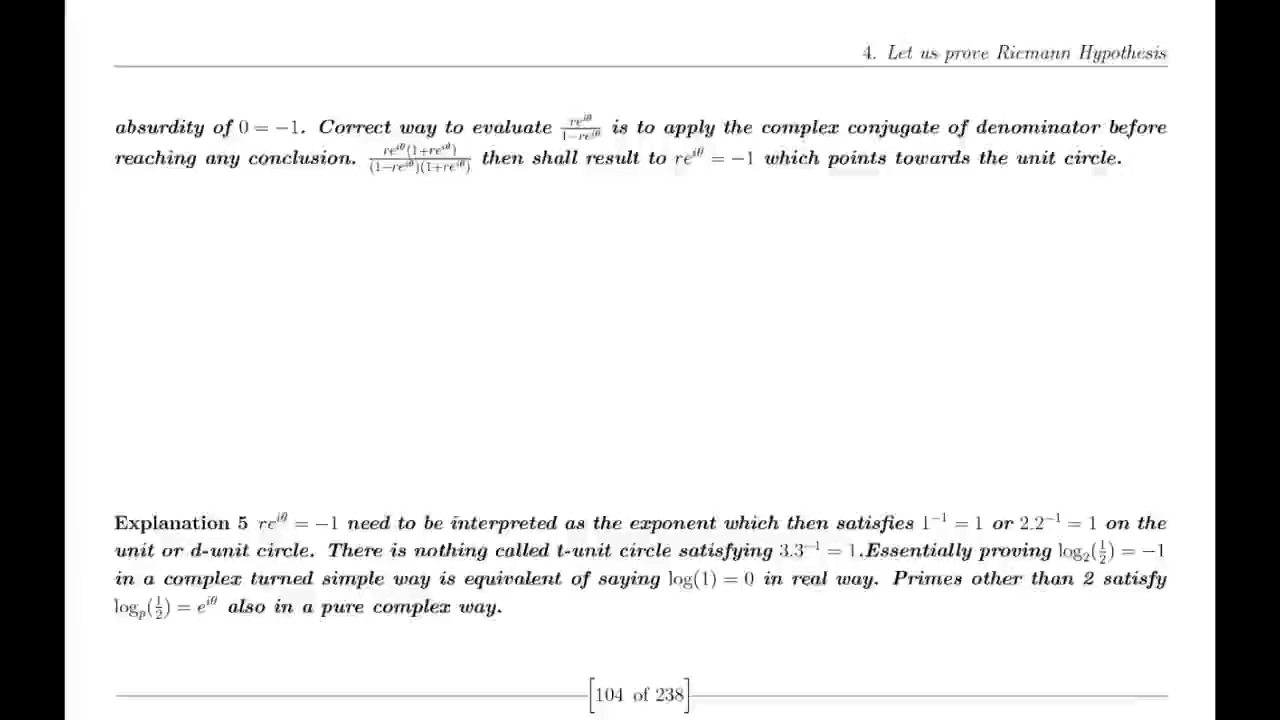 4. Let us prove Riemann Hypothesis
absurdity of 0 = −1. Correct way to evaluate \frac{re^{iθ}}{1−re^{iθ}} is to apply the complex conjugate of denominator before
reaching any conclusion. \frac{re^{iθ}(1+re^{iθ})}{(1−re^{iθ})(1+re^{iθ})} then shall result to re^{iθ} = −1 which points towards the unit circle.
Explanation 5 re^{iθ} = −1 need to be interpreted as the exponent which then satisfies 1^{−1} = 1 or 2.2^{−1} = 1 on the
unit or d-unit circle. There is nothing called t-unit circle satisfying 3.3^{−1} = 1.Essentially proving log_2(\frac{1}{2}) = −1
in a complex turned simple way is equivalent of saying log(1) = 0 in real way. Primes other than 2 satisfy
log_p(\frac{1}{2}) = e^{iθ} also in a pure complex way.
[104 of 238]